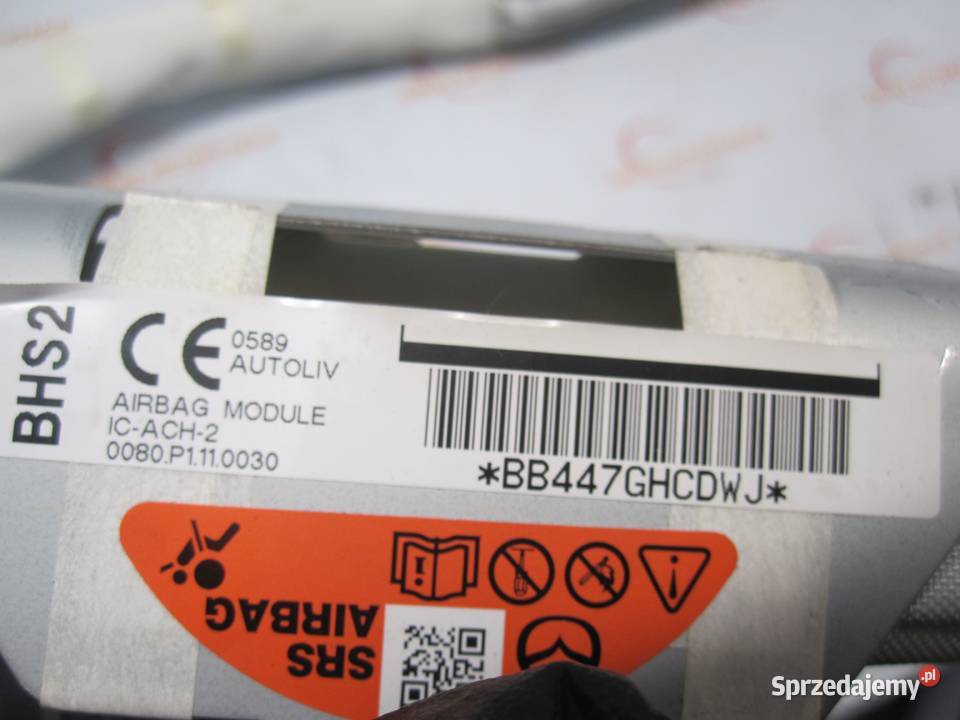 BHS2
CE 0589
AUTOLIV
AIRBAG MODULE
IC-ACH-2
0080.P1.11.0030
*BB447GHCDWJ*
SRS
AIRBAG
Sprzedajemy.pl